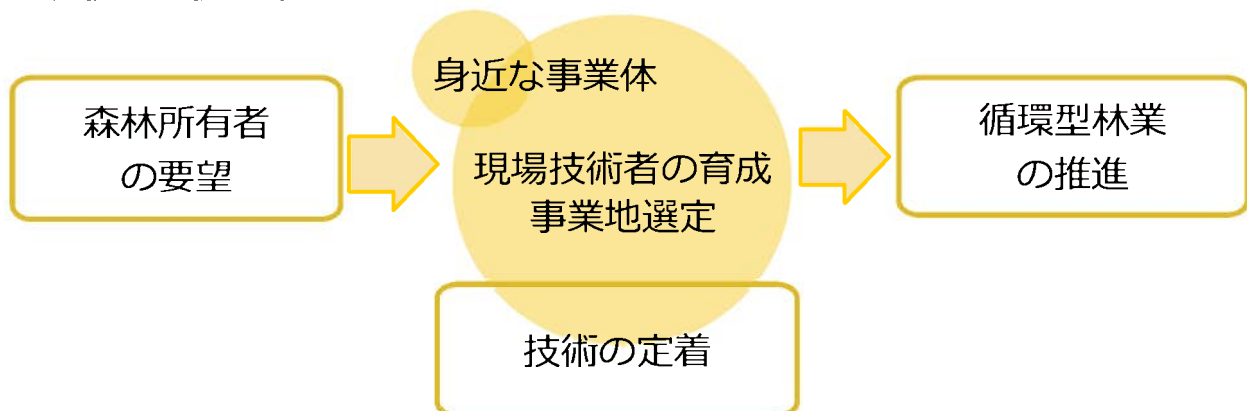 森林所有者
の要望
身近な事業体
現場技術者の育成
事業地選定
技術の定着
循環型林業
の推進